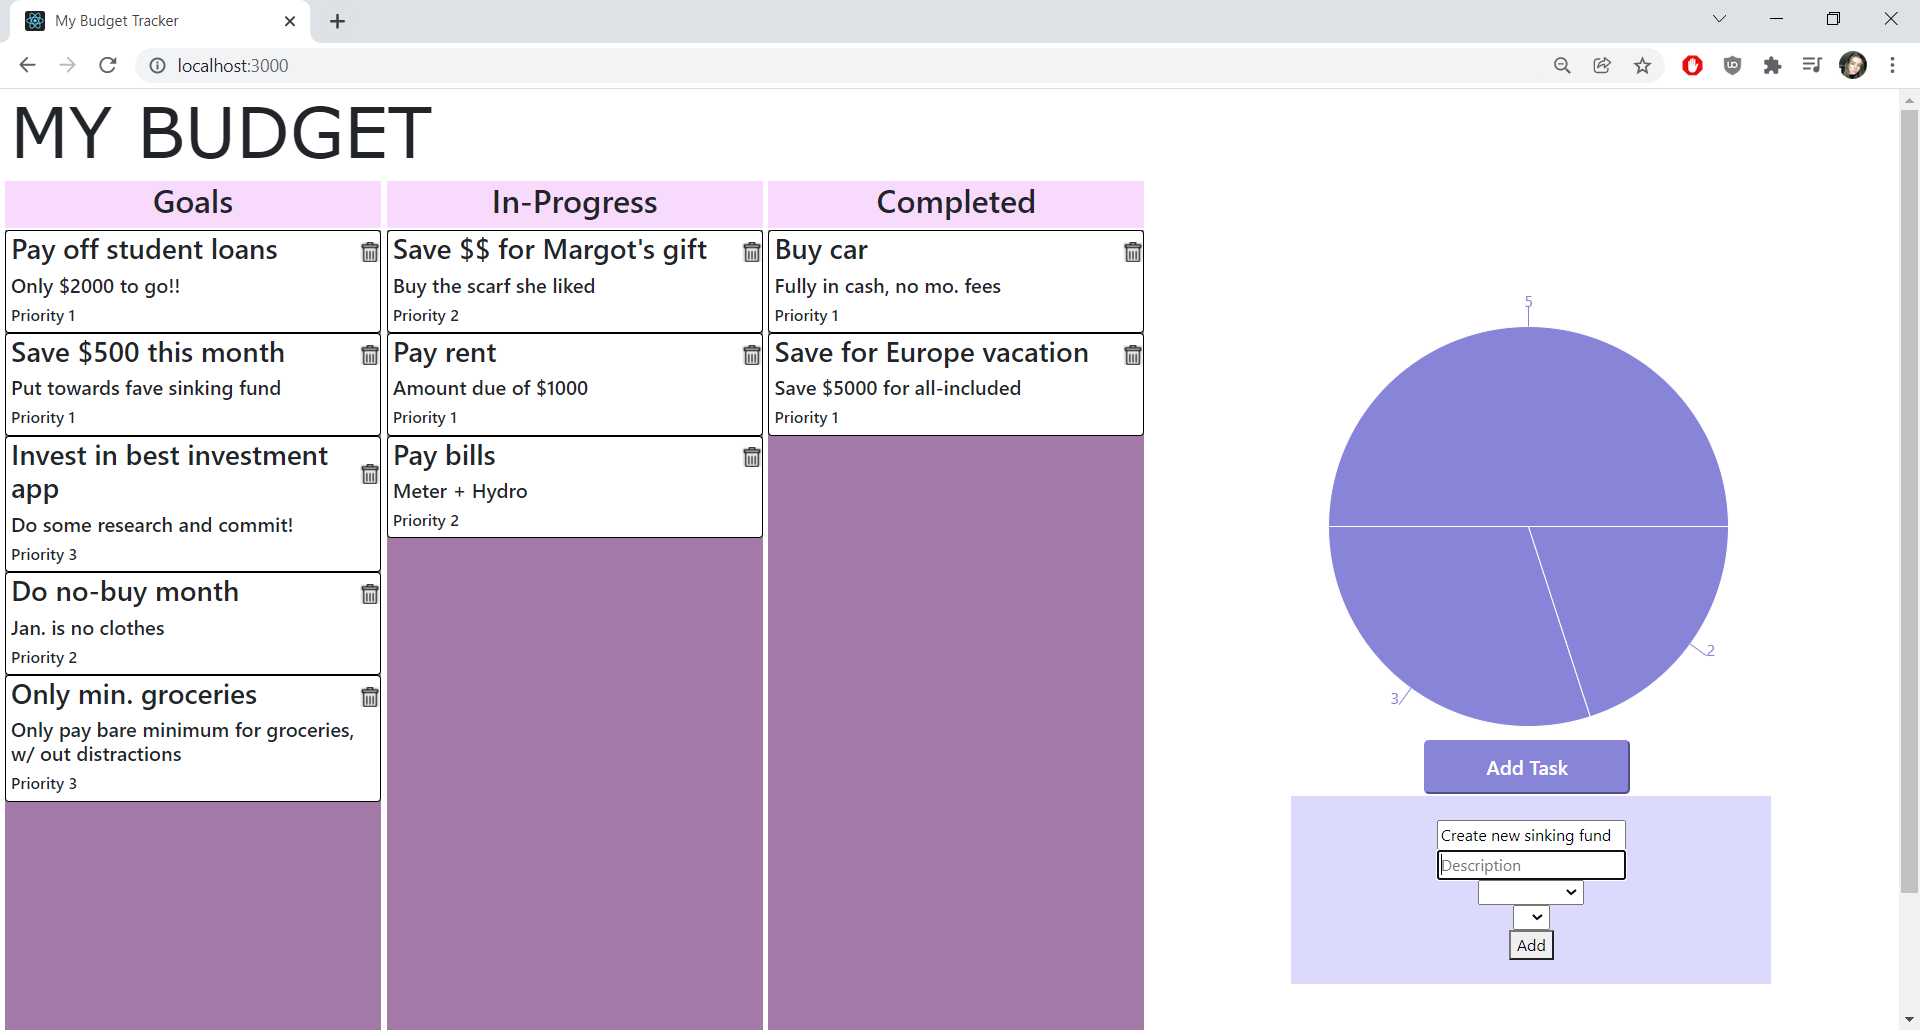 My Budget Tracker
localhost:3000
MY BUDGET
Goals
Pay off student loans
Only $2000 to go!!
Priority 1
Save $500 this month
Put towards fave sinking fund
Priority 1
Invest in best investment
app
Do some research and commit!
Priority 3
Do no-buy month
Jan. is no clothes
Priority 2
Only min. groceries
Only pay bare minimum for groceries,
w/ out distractions
Priority 3
In-Progress
Save $$ for Margot's gift
Buy the scarf she liked
Priority 2
Pay rent
Amount due of $1000
Priority 1
Pay bills
Meter + Hydro
Priority 2
Completed
Buy car
Fully in cash, no mo. fees
Priority 1
Save for Europe vacation
Save $5000 for all-included
Priority 1
5
2
3
Add Task
Create new sinking fund
Description
Add